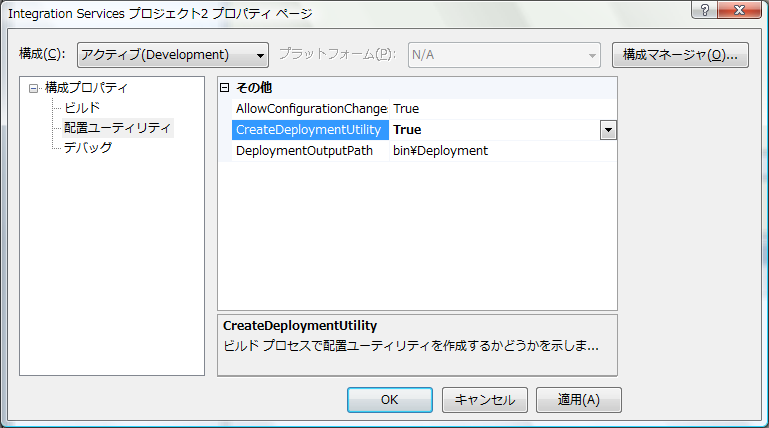 Integration Services プロジェクト2 プロパティ ページ
構成(C): アクティブ(Development) プラットフォーム(P): N/A 構成マネージャ(O)...
構成プロパティ
ビルド
配置ユーティリティ
デバッグ
その他
AllowConfigurationChange True
CreateDeploymentUtility True
DeploymentOutputPath bin¥Deployment
CreateDeploymentUtility
ビルド プロセスで配置ユーティリティを作成するかどうかを示しま...
OK キャンセル 適用(A)